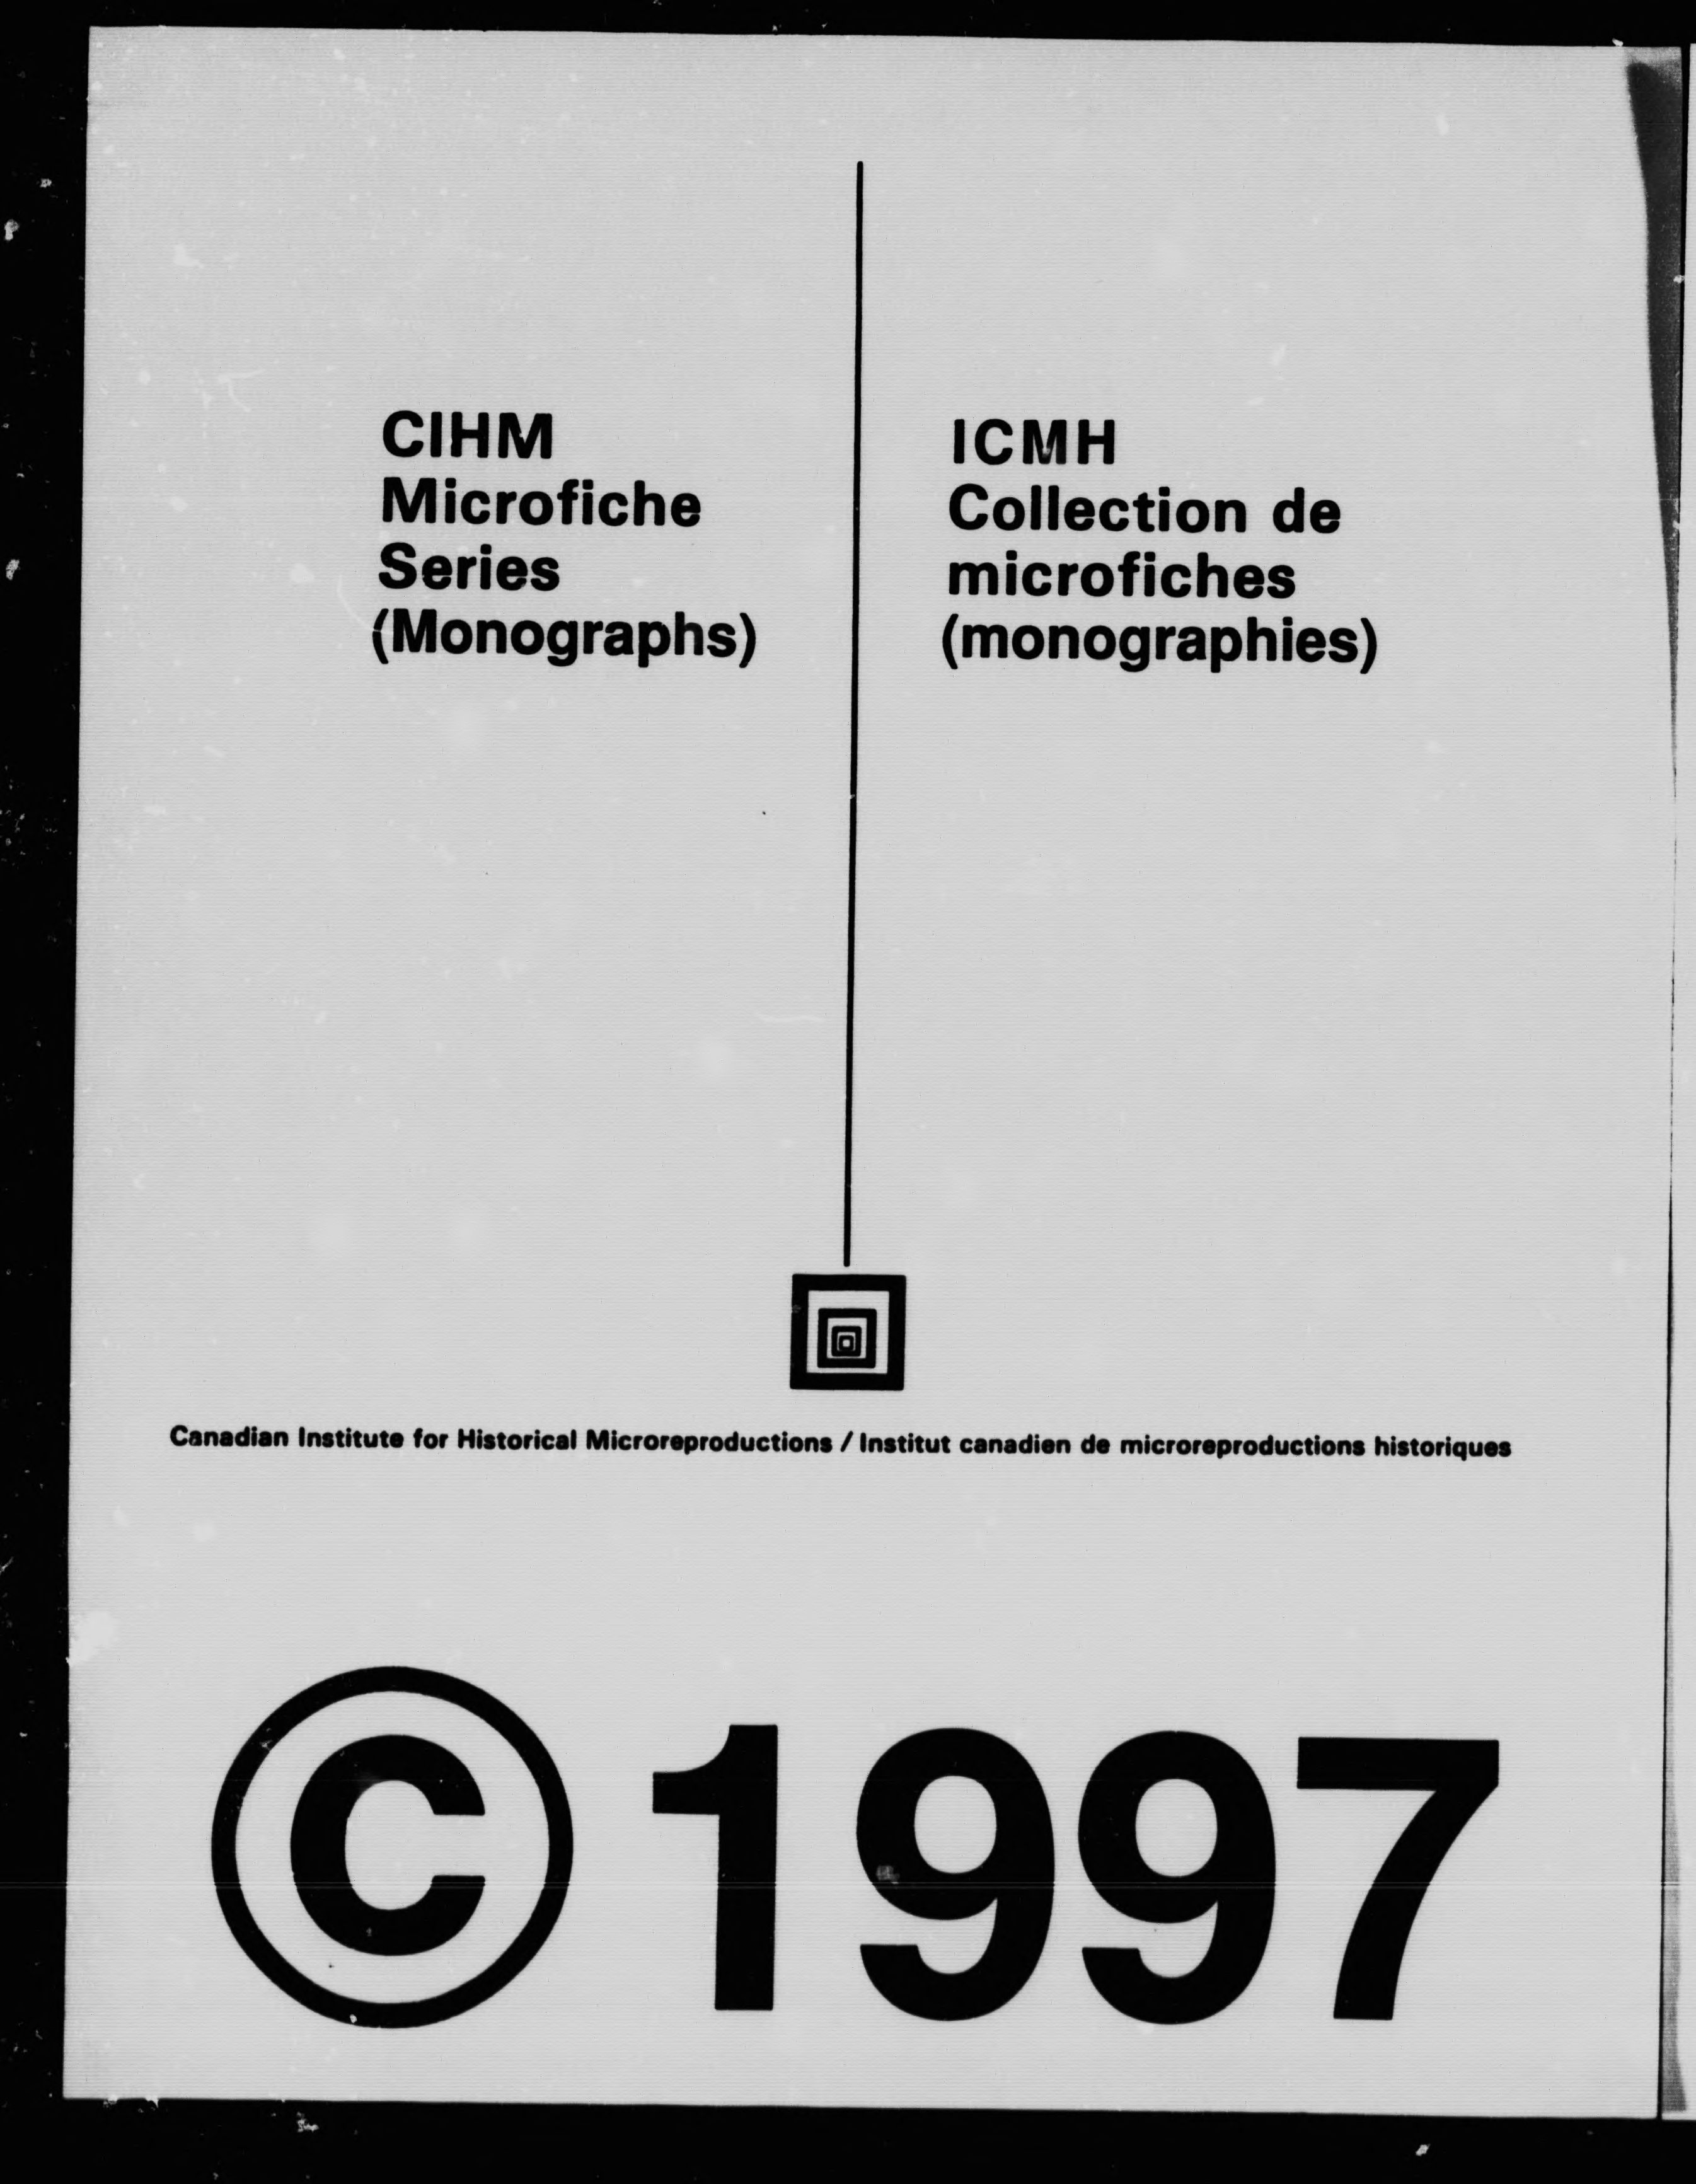 CIHM
Microfiche
Series
(Monographs)
ICMH
Collection de
microfiches
(monographies)
Canadian Institute for Historical Microreproductions / Institut canadien de microreproductions historiques
© 1997